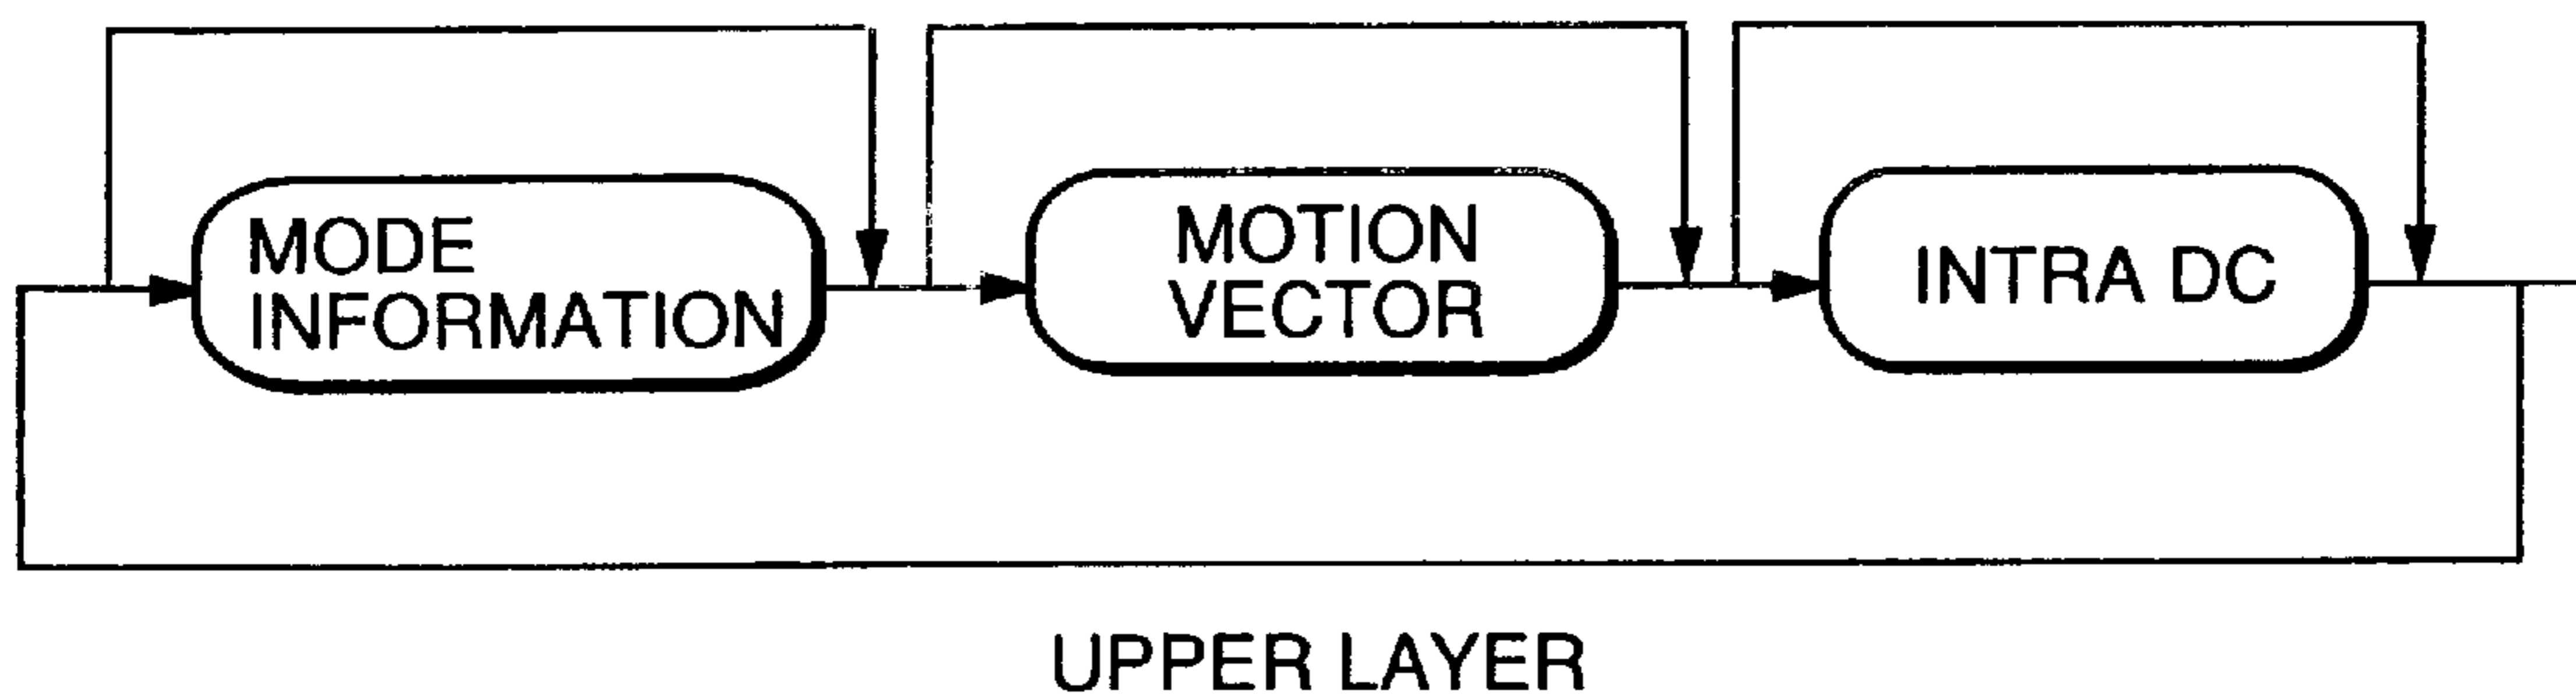 MODE
INFORMATION
MOTION
VECTOR
INTRA DC
UPPER LAYER